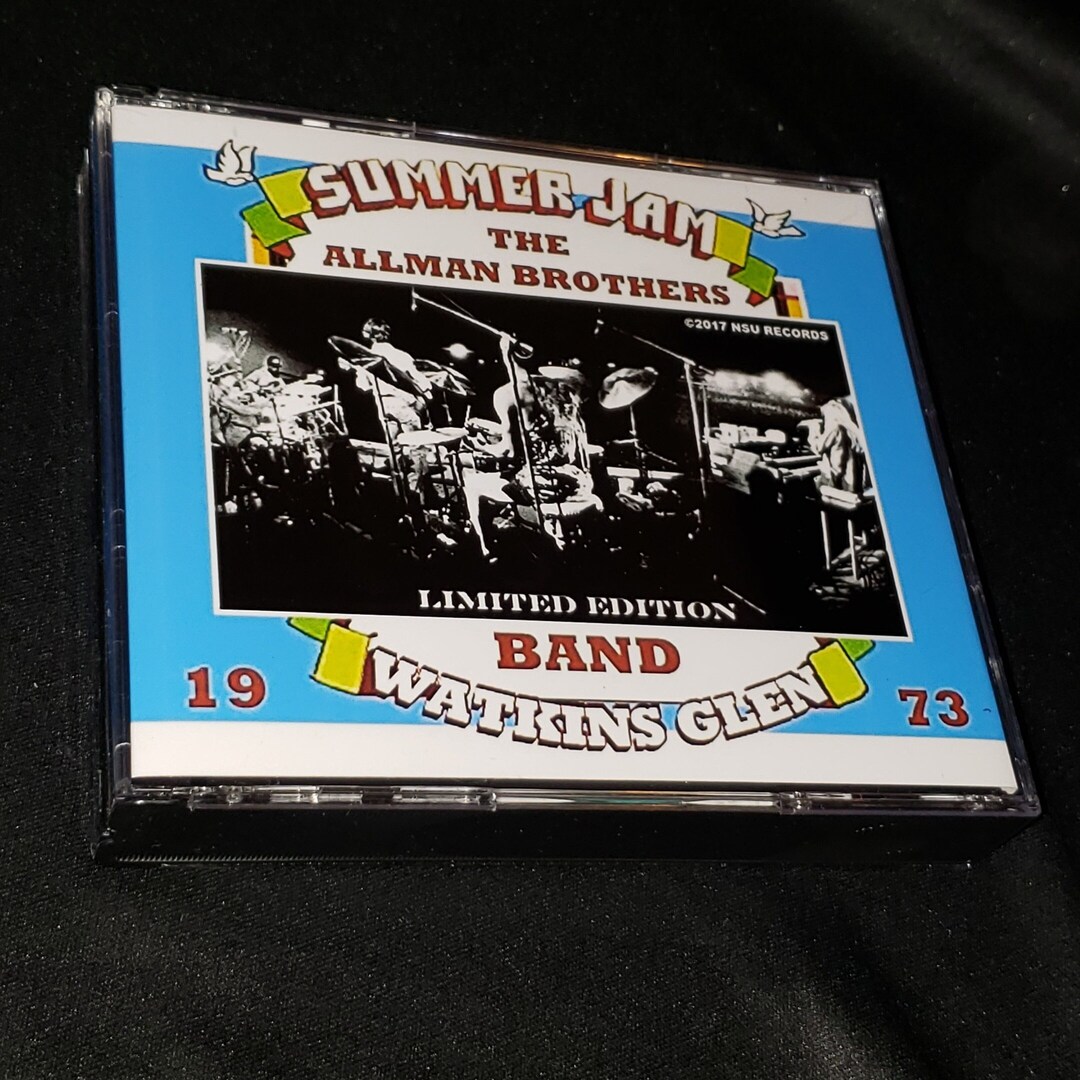 SUMMER JAM
THE
ALLMAN BROTHERS
©2017 NSU RECORDS
LIMITED EDITION
BAND
WATKINS GLEN
19 73